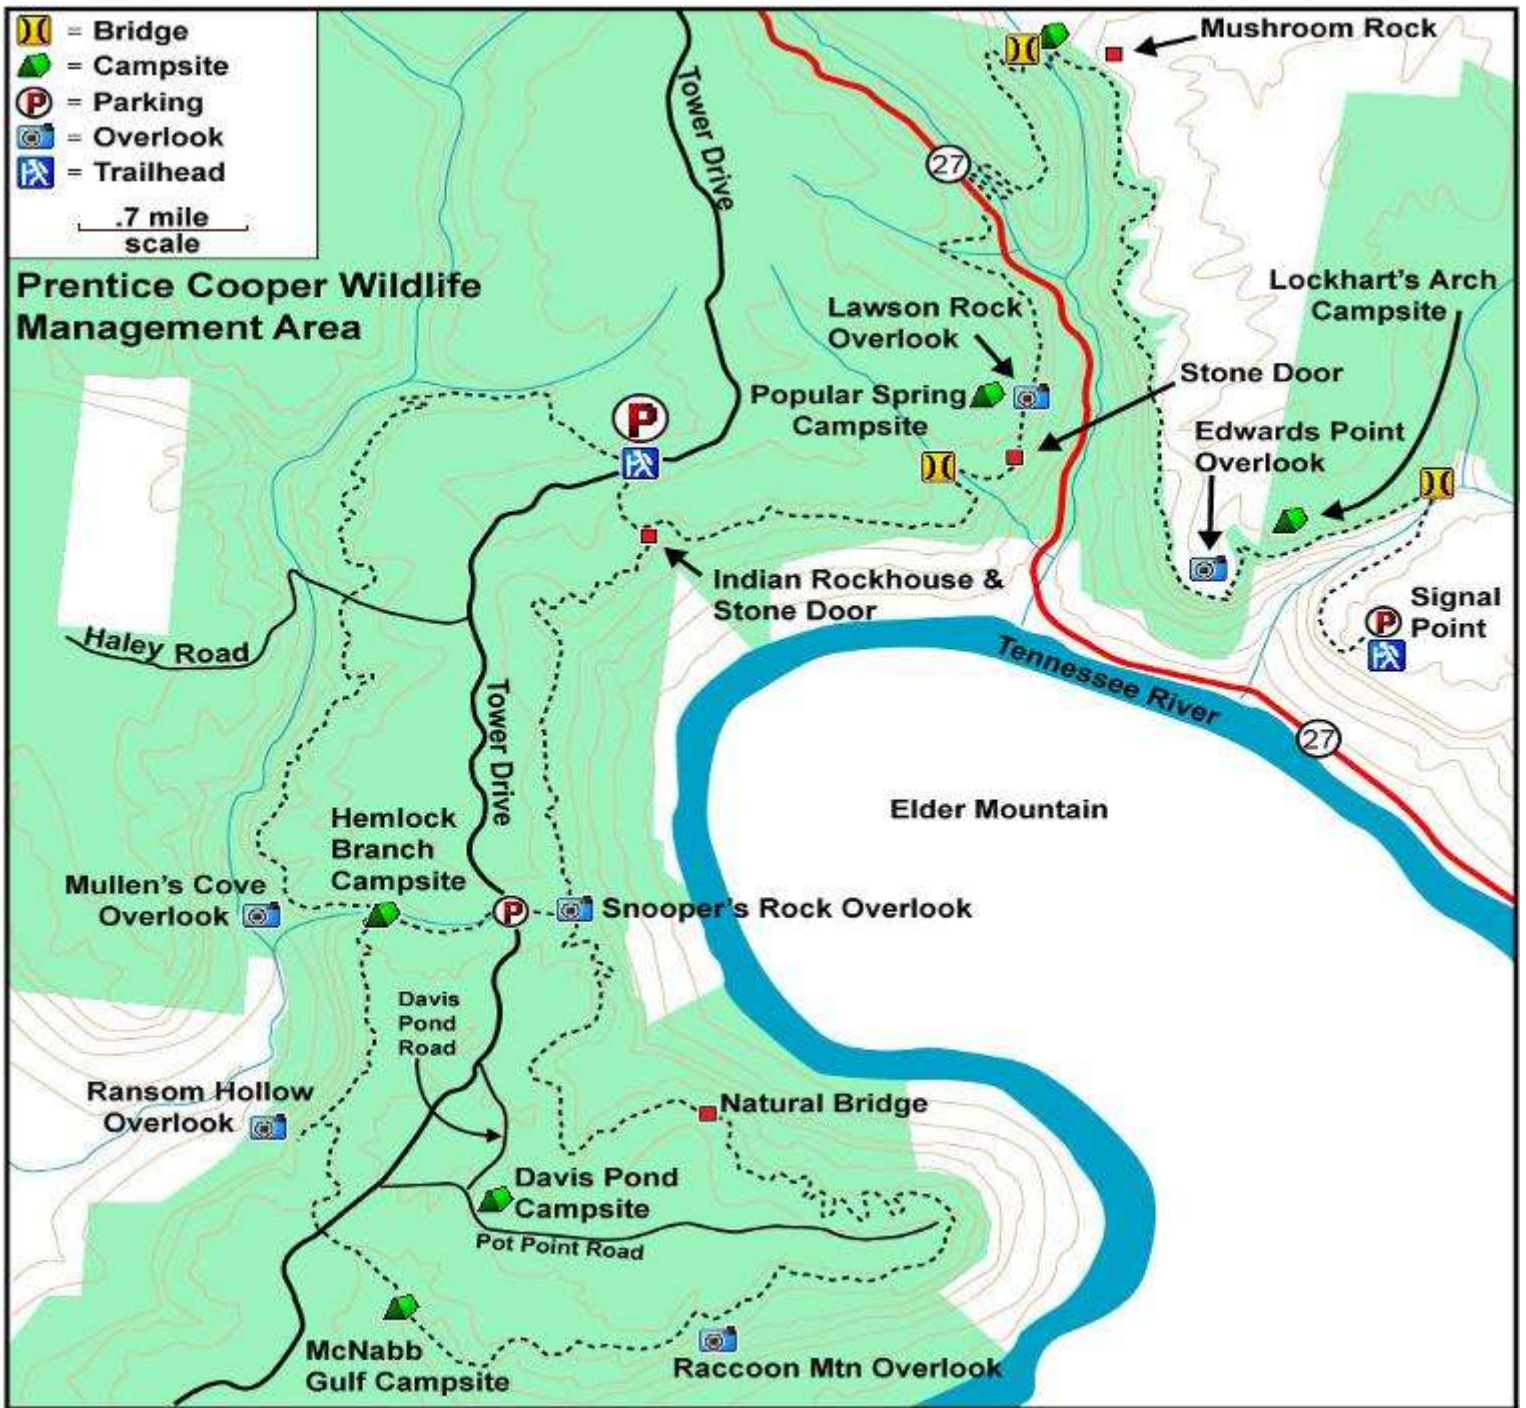 = Bridge
= Campsite
P = Parking
= Overlook
= Trailhead
.7 mile
scale
Prentice Cooper Wildlife
Management Area
Tower Drive
27
Mushroom Rock
Lockhart's Arch
Campsite
Lawson Rock
Overlook
Stone Door
Popular Spring
Campsite
P
Edwards Point
Overlook
Indian Rockhouse &
Stone Door
Signal
Point
P
Haley Road
Tennessee River
Tower Drive
27
Elder Mountain
Hemlock
Branch
Campsite
Mullen's Cove
Overlook
P
Snooper's Rock Overlook
Davis
Pond
Road
Ransom Hollow
Overlook
Natural Bridge
Davis Pond
Campsite
Pot Point Road
McNabb
Gulf Campsite
Raccoon Mtn Overlook